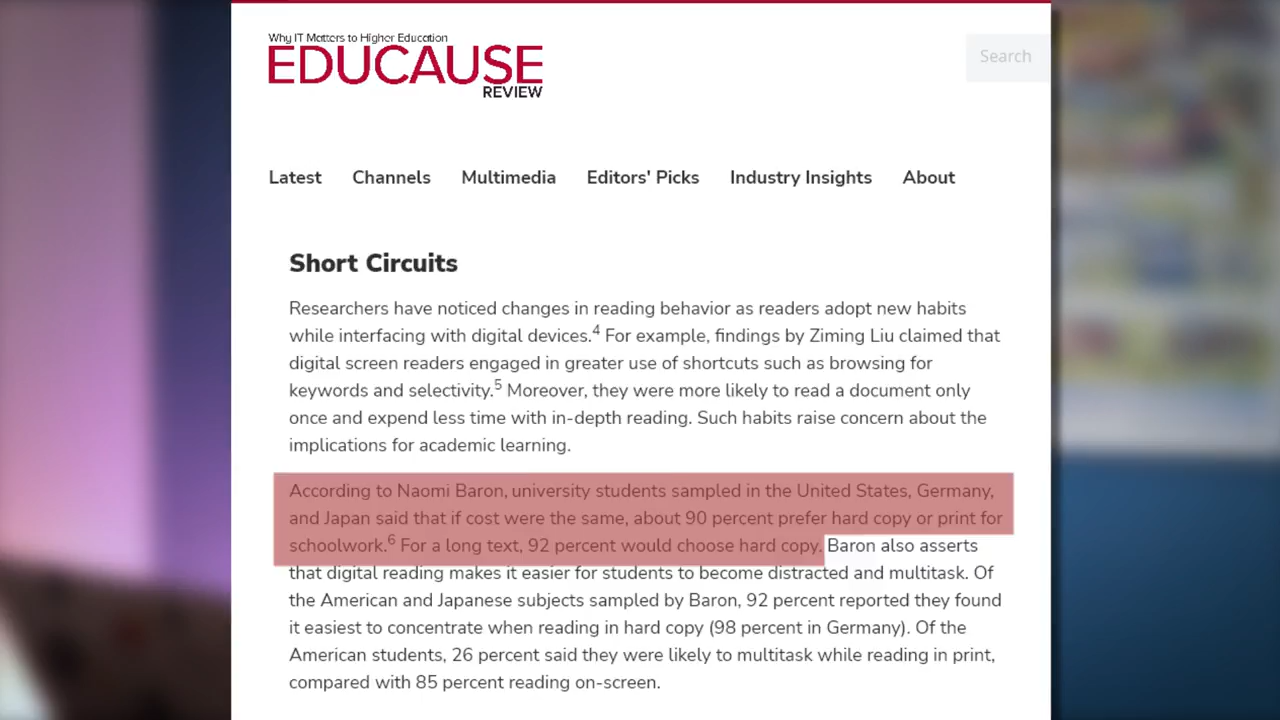 Why IT Matters to Higher Education
EDUCAUSE
REVIEW
Search
Latest Channels Multimedia Editors' Picks Industry Insights About
Short Circuits
Researchers have noticed changes in reading behavior as readers adopt new habits
while interfacing with digital devices.4 For example, findings by Ziming Liu claimed that
digital screen readers engaged in greater use of shortcuts such as browsing for
keywords and selectivity.5 Moreover, they were more likely to read a document only
once and expend less time with in-depth reading. Such habits raise concern about the
implications for academic learning.
According to Naomi Baron, university students sampled in the United States, Germany,
and Japan said that if cost were the same, about 90 percent prefer hard copy or print for
schoolwork.6 For a long text, 92 percent would choose hard copy. Baron also asserts
that digital reading makes it easier for students to become distracted and multitask. Of
the American and Japanese subjects sampled by Baron, 92 percent reported they found
it easiest to concentrate when reading in hard copy (98 percent in Germany). Of the
American students, 26 percent said they were likely to multitask while reading in print,
compared with 85 percent reading on-screen.